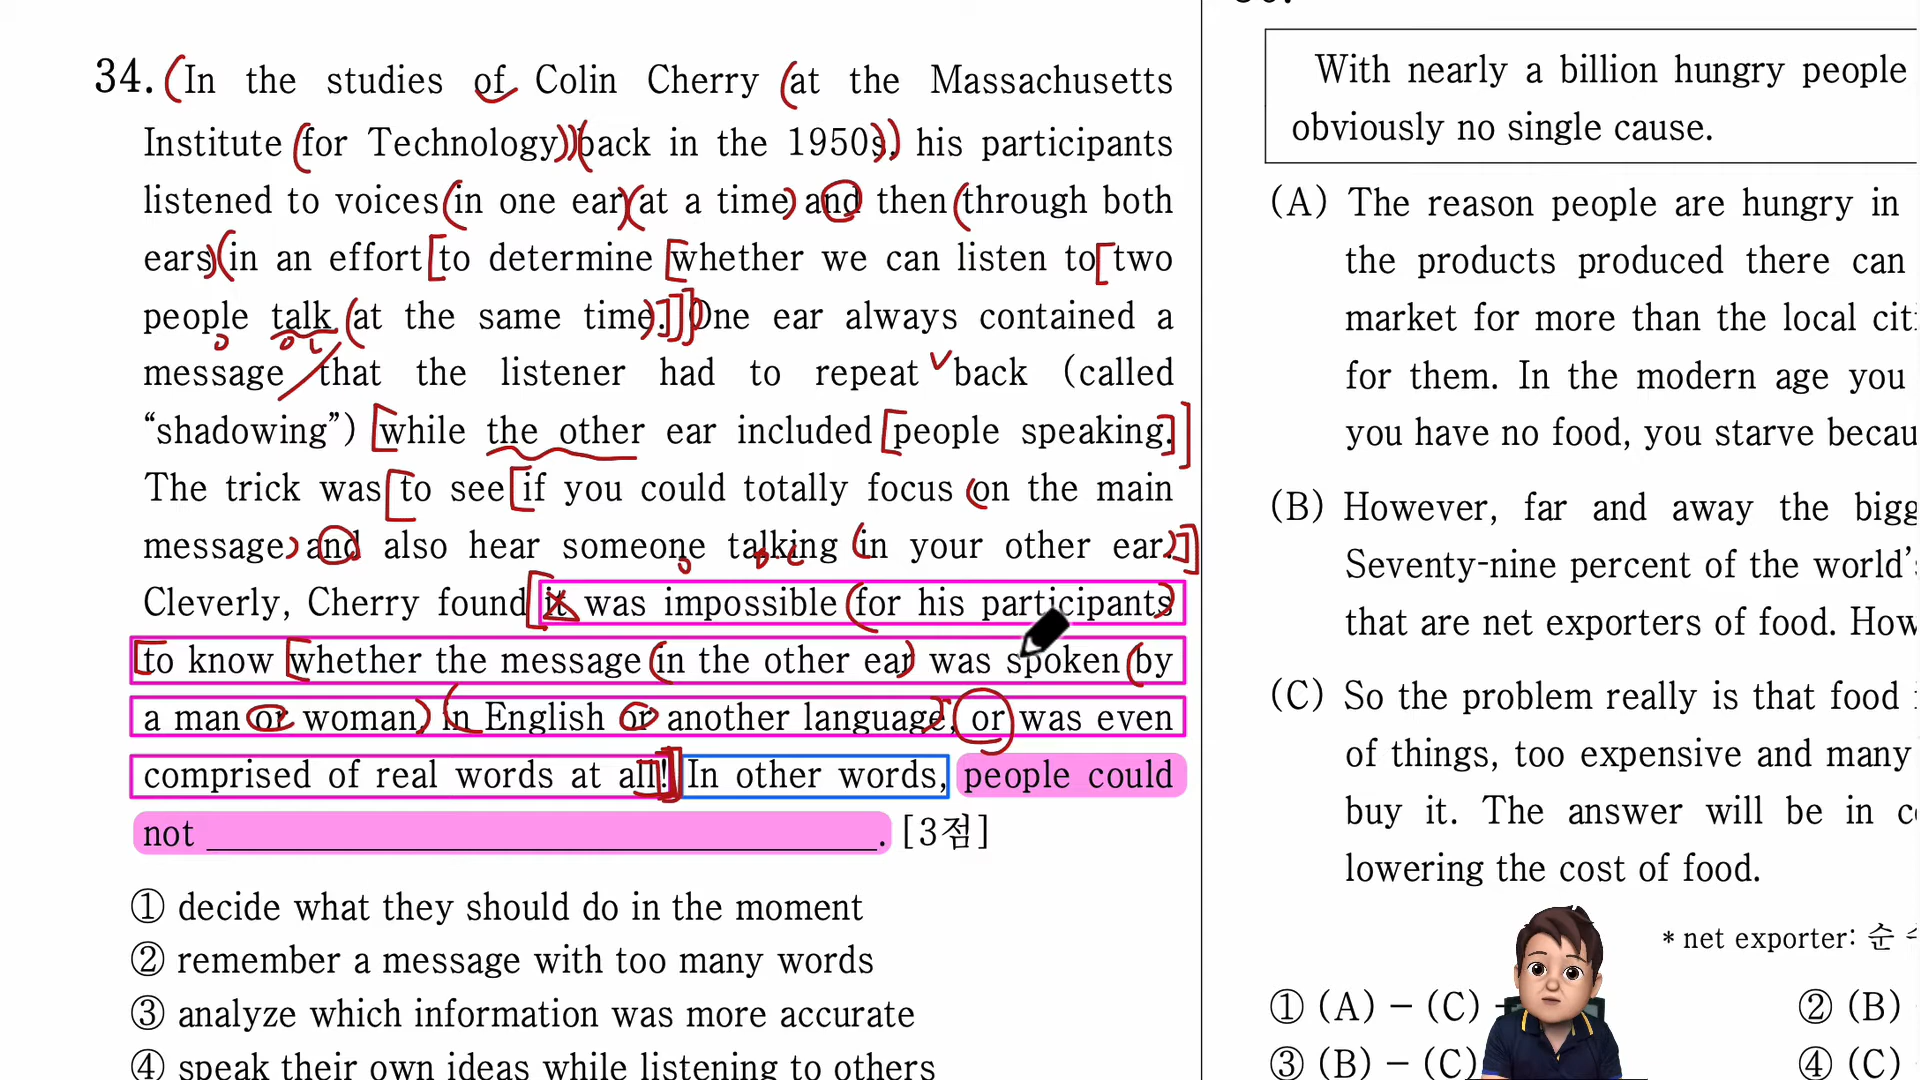 34. In the studies of Colin Cherry at the Massachusetts
Institute for Technology back in the 1950s, his participants
listened to voices in one ear at a time and then through both
ears in an effort to determine whether we can listen to two
people talk at the same time. One ear always contained a
message that the listener had to repeat back (called
“shadowing”) while the other ear included people speaking.
The trick was to see if you could totally focus on the main
message and also hear someone talking in your other ear.
Cleverly, Cherry found it was impossible for his participants
to know whether the message in the other ear was spoken by
a man or woman, in English or another language, or was even
comprised of real words at all! In other words, people could
not ____________________. [3점]
① decide what they should do in the moment
② remember a message with too many words
③ analyze which information was more accurate
④ speak their own ideas while listening to others
With nearly a billion hungry people
obviously no single cause.
(A) The reason people are hungry in
the products produced there can
market for more than the local
for them. In the modern age you
you have no food, you starve
(B) However, far and away the
Seventy-nine percent of the world's
that are net exporters of food.
(C) So the problem really is that food
of things, too expensive and many
buy it. The answer will be in
lowering the cost of food.
* net exporter: 순
① (A) - (C) -
② (B)
③ (B) - (C)
④ (C)